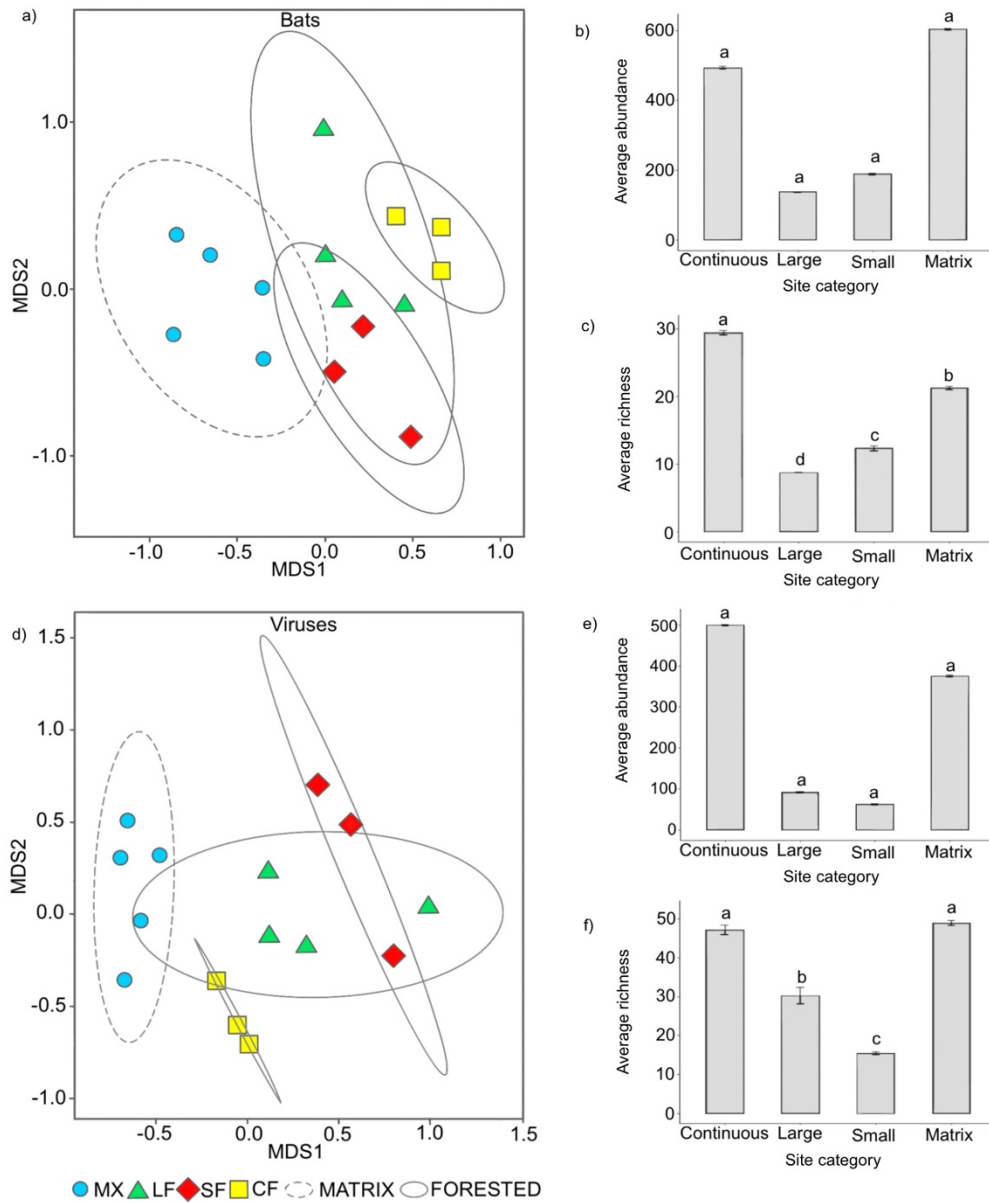 a)
Bats
1.0
0.0
-1.0
MDS2
-1.0 -0.5 0.0 0.5 1.0
MDS1
b)
Average abundance
600
400
200
0
a a a a
Continuous Large Small Matrix
Site category
c)
Average richness
30
20
10
0
a d c b
Continuous Large Small Matrix
Site category
d)
Viruses
1.5
1.0
0.5
0.0
-0.5
-1.0
MDS2
-0.5 0.0 0.5 1.0 1.5
MDS1
e)
Average abundance
500
400
300
200
100
0
a a a a
Continuous Large Small Matrix
Site category
f)
Average richness
50
40
30
20
10
0
a b c a
Continuous Large Small Matrix
Site category
MX LF SF CF MATRIX FORESTED